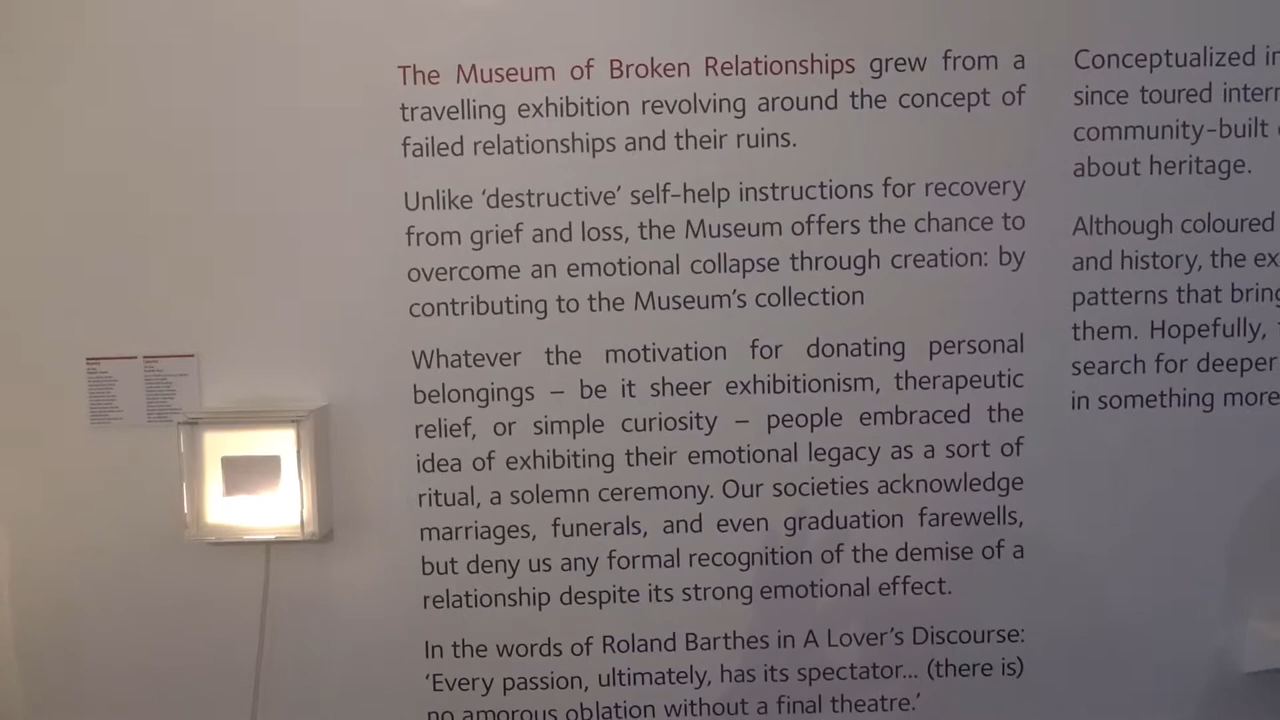 The Museum of Broken Relationships grew from a
travelling exhibition revolving around the concept of
failed relationships and their ruins.
Unlike ‘destructive’ self-help instructions for recovery
from grief and loss, the Museum offers the chance to
overcome an emotional collapse through creation: by
contributing to the Museum’s collection
Whatever the motivation for donating personal
belongings – be it sheer exhibitionism, therapeutic
relief, or simple curiosity – people embraced the
idea of exhibiting their emotional legacy as a sort of
ritual, a solemn ceremony. Our societies acknowledge
marriages, funerals, and even graduation farewells,
but deny us any formal recognition of the demise of a
relationship despite its strong emotional effect.
In the words of Roland Barthes in A Lover’s Discourse:
‘Every passion, ultimately, has its spectator... (there is)
no amorous oblation without a final theatre.’
Conceptualized
since toured
community-built
about heritage.
Although coloured
and history, the
patterns that
them. Hopefully,
search for deeper
in something more